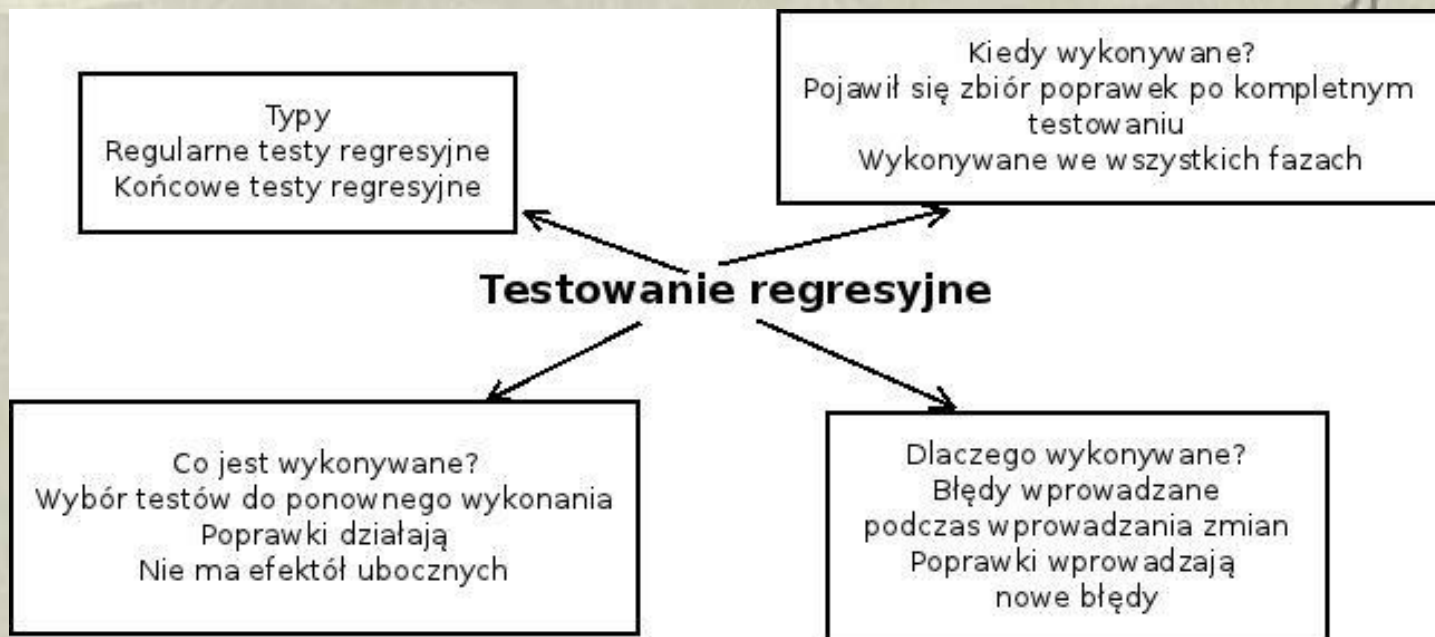 Typy
Regularne testy regresyjne
Końcowe testy regresyjne
Kiedy wykonywane?
Pojawił się zbiór poprawek po kompletnym
testowaniu
Wykonywane we wszystkich fazach
Testowanie regresyjne
Co jest wykonywane?
Wybór testów do ponownego wykonania
Poprawki działają
Nie ma efektół ubocznych
Dlaczego wykonywane?
Błędy wprowadzane
podczas wprowadzania zmian
Poprawki wprowadzają
nowe błędy